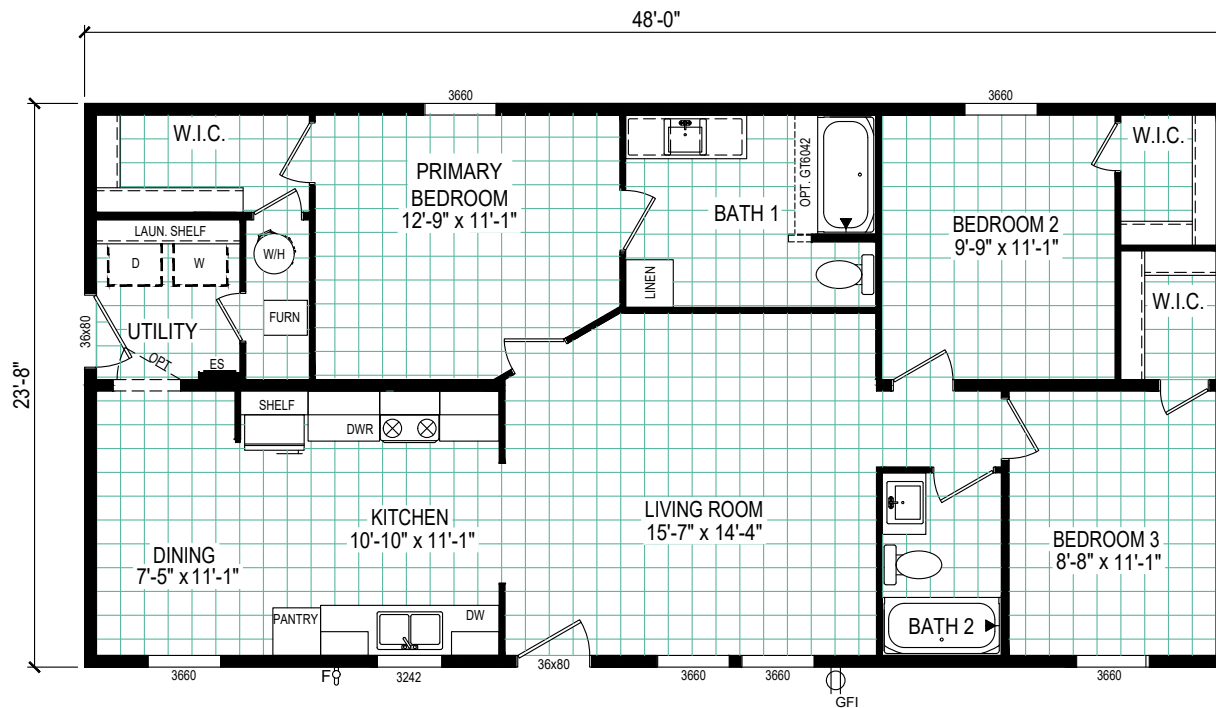 48'-0"
3660
3660
W.I.C.
PRIMARY
BEDROOM
12'-9" x 11'-1"
BATH 1
OPT. GT6042
BEDROOM 2
9'-9" x 11'-1"
W.I.C.
LAUN. SHELF
D
W
W/H
LINEN
FURN
W.I.C.
36x80
UTILITY
OPT
ES
23'-8"
SHELF
DWR
KITCHEN
10'-10" x 11'-1"
LIVING ROOM
15'-7" x 14'-4"
DINING
7'-5" x 11'-1"
BEDROOM 3
8'-8" x 11'-1"
PANTRY
DW
BATH 2
3660
F
3242
36x80
3660
3660
GFI
3660